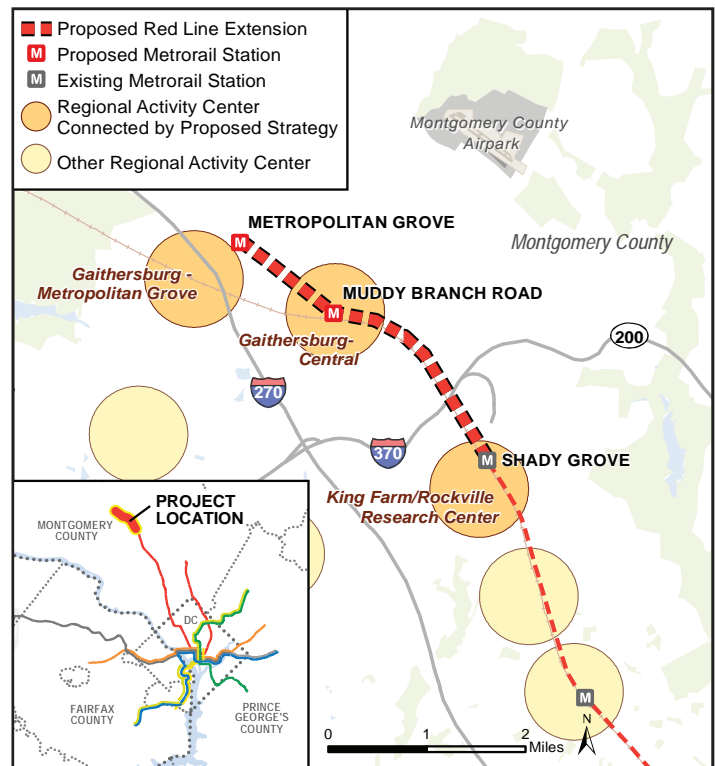 Proposed Red Line Extension
M Proposed Metrorail Station
M Existing Metrorail Station
Regional Activity Center
Connected by Proposed Strategy
Other Regional Activity Center
Montgomery County
Airpark
METROPOLITAN GROVE
M
Montgomery County
Gaithersburg -
Metropolitan Grove
MUDDY BRANCH ROAD
M
Gaithersburg-
Central
200
270
370
M SHADY GROVE
King Farm/Rockville
Research Center
PROJECT
LOCATION
MONTGOMERY
COUNTY
DC
FAIRFAX
COUNTY
PRINCE
GEORGE'S
COUNTY
M
N
0 1 2
Miles